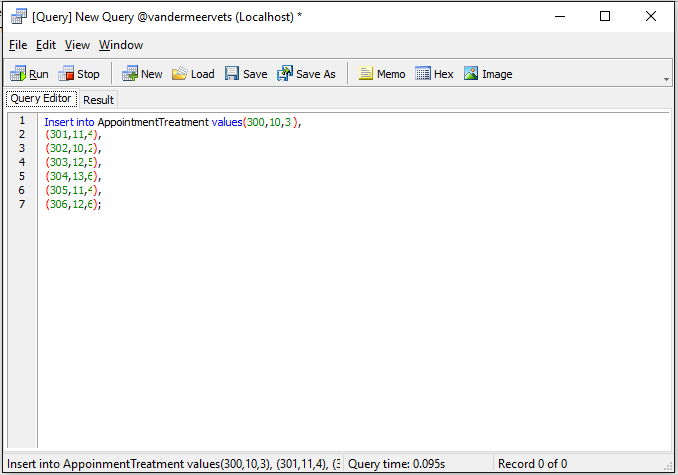 [Query] New Query @vandermeervets (Localhost) *
File Edit View Window
Run Stop New Load Save Save As Memo Hex Image
Query Editor Result
1 Insert into AppointmentTreatment values(300,10,3 ),
2 (301,11,4),
3 (302,10,2),
4 (303,12,5),
5 (304,13,6),
6 (305,11,4),
7 (306,12,6);
Insert into AppoinmentTreatment values(300,10,3), (301,11,4), (3 Query time: 0.095s Record 0 of 0